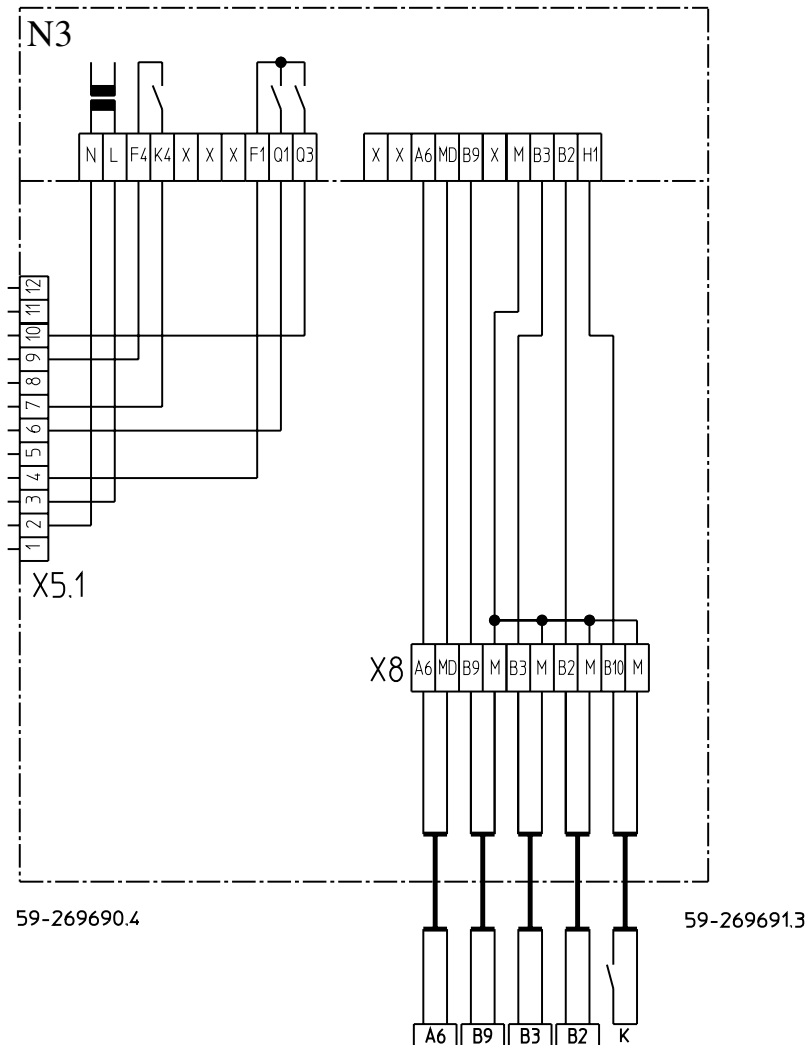 N3
N L F4 K4 X X X F1 Q1 Q3
X X A6 MD B9 X M B3 B2 H1
12
11
10
9
8
7
6
5
4
3
2
1
X5.1
X8 A6 MD B9 M B3 M B2 M B10 M
59-269690.4
59-269691.3
A6 B9 B3 B2 K